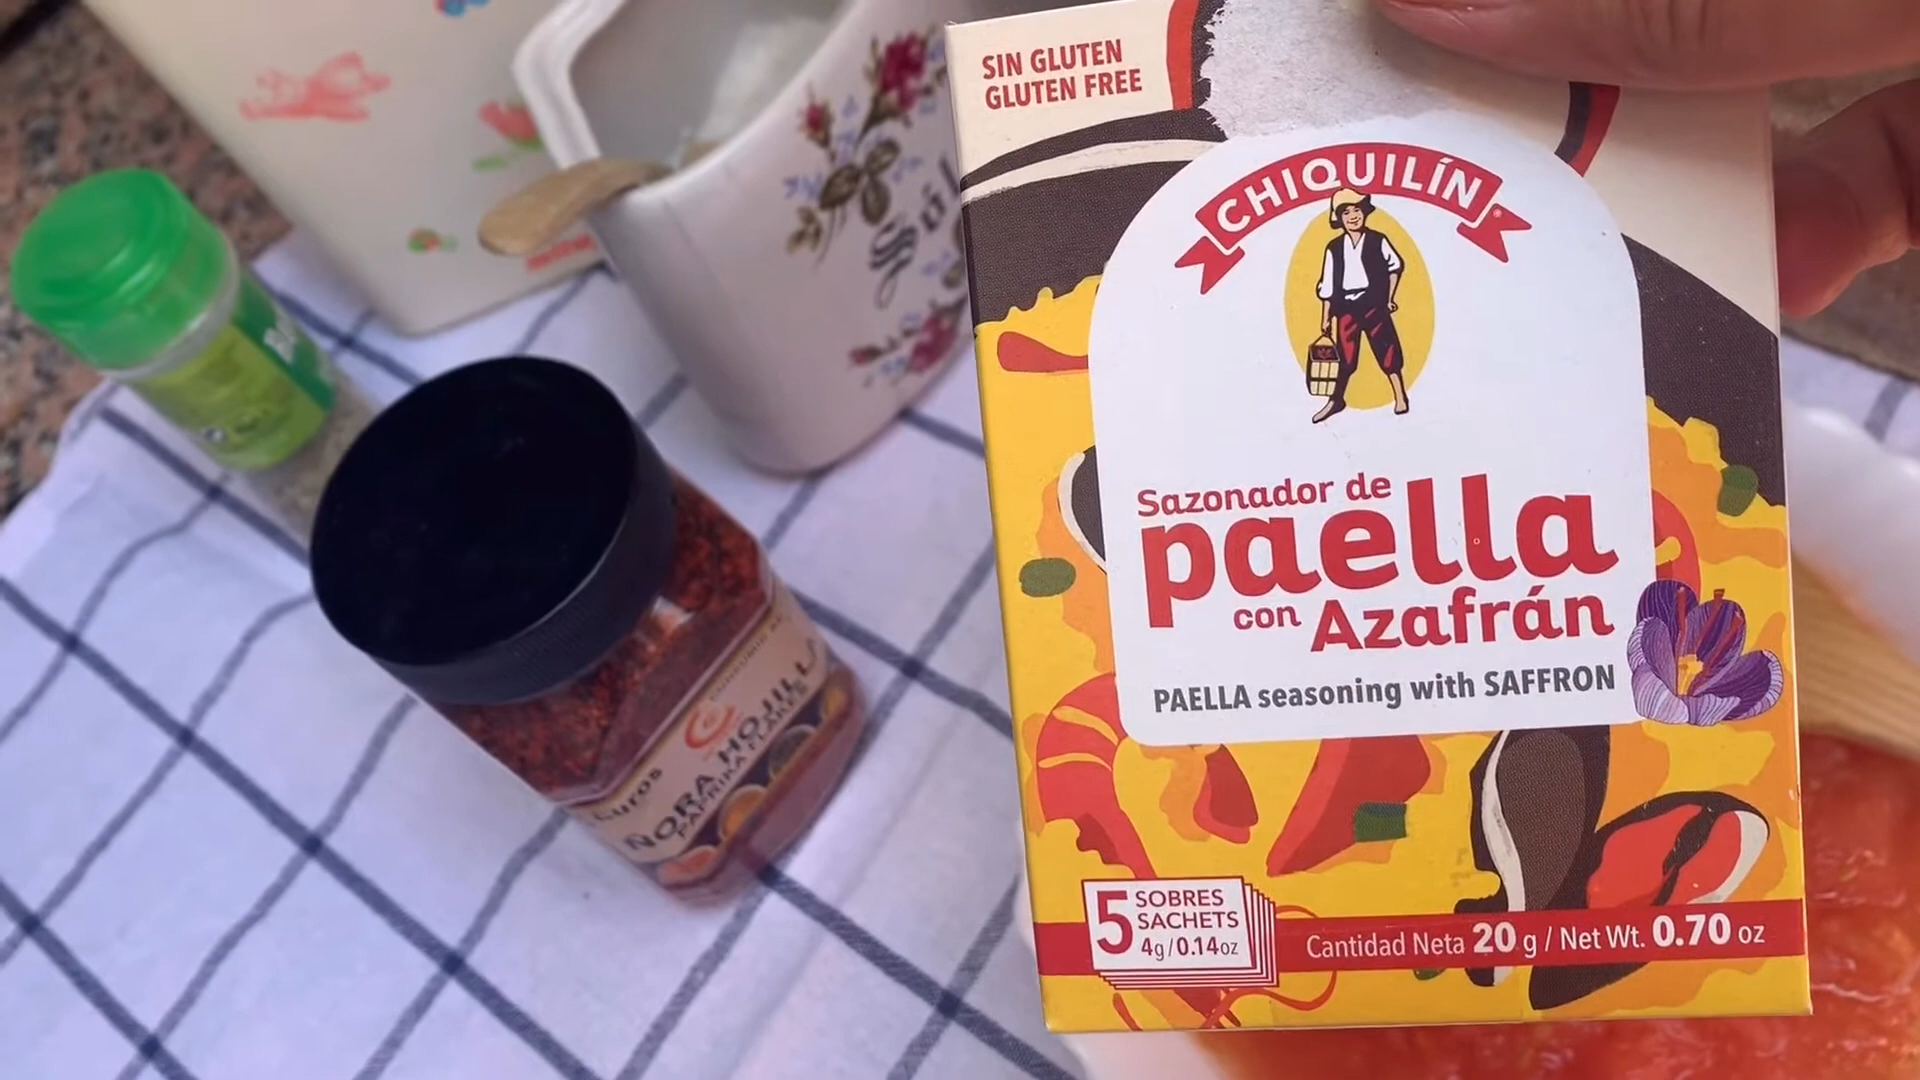 SIN GLUTEN
GLUTEN FREE
CHIQUILÍN
Sazonador de
paella
con Azafrán
PAELLA seasoning with SAFFRON
5 SOBRES
SACHETS
4g/0.14oz
Cantidad Neta 20 g / Net Wt. 0.70 oz
ÑORA HOJILLA
PAPRIKA FLAKES
Sal